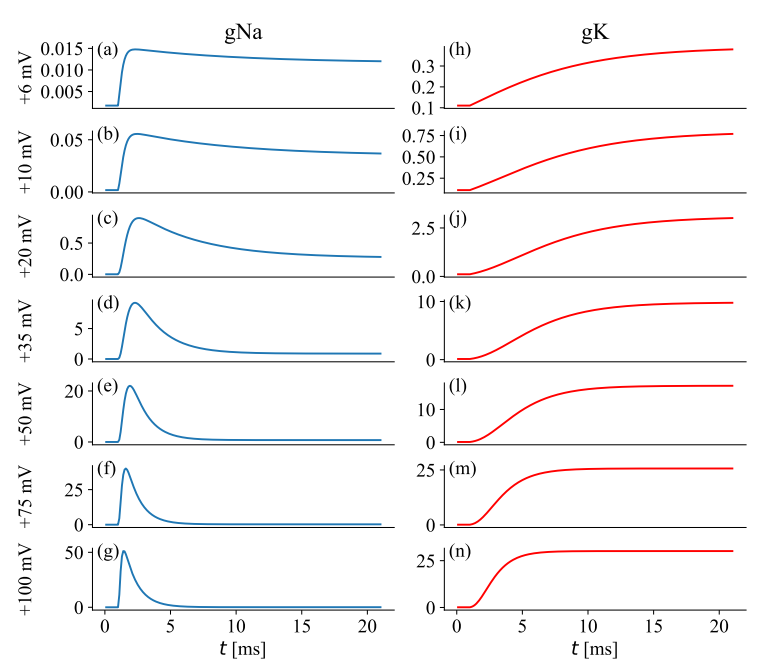 gNa gK
+6 mV (a) 0.015 0.010 0.005 (h) 0.3 0.2 0.1
+10 mV (b) 0.05 0.00 (i) 0.75 0.50 0.25
+20 mV (c) 0.5 0.0 (j) 2.5 0.0
+35 mV (d) 5 0 (k) 10 0
+50 mV (e) 20 0 (l) 10 0
+75 mV (f) 25 0 (m) 25 0
+100 mV (g) 50 0 (n) 25 0
0 5 10 15 20 0 5 10 15 20
t [ms] t [ms]